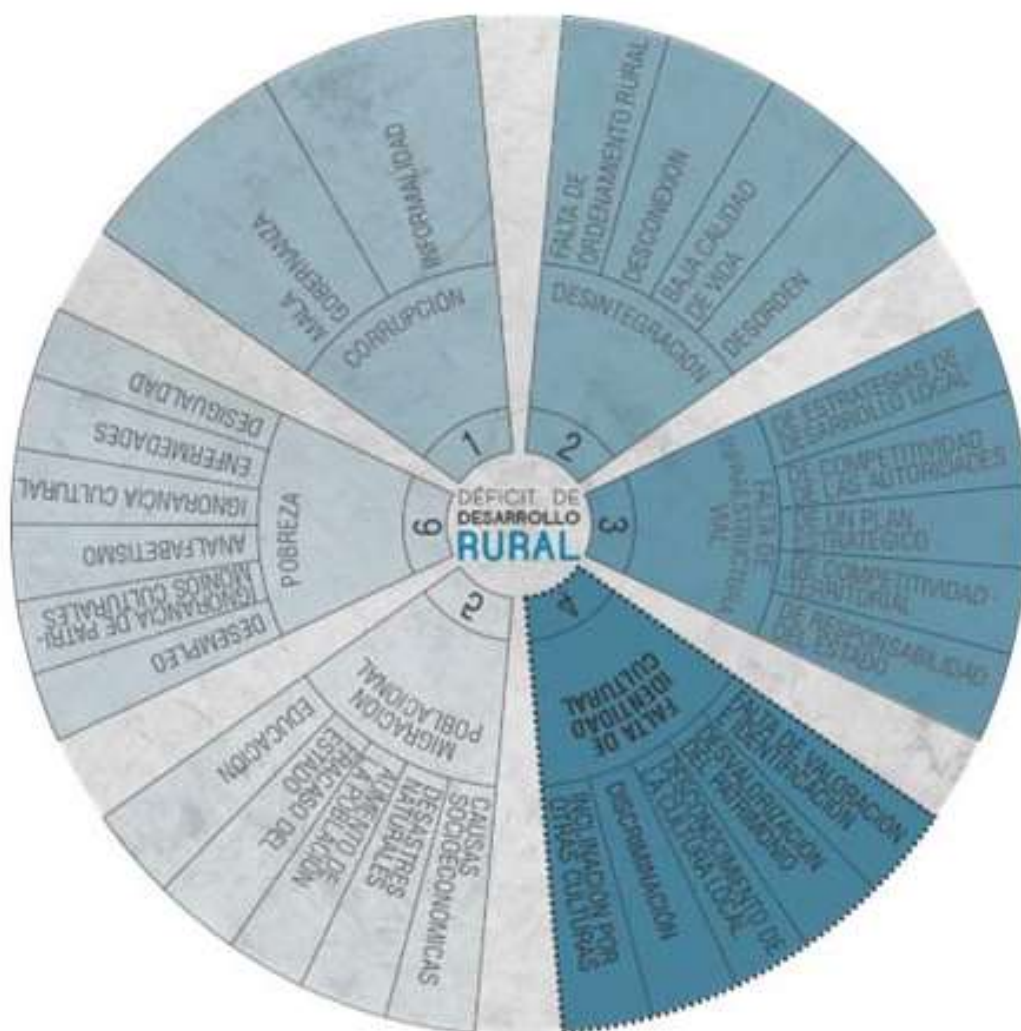 DÉFICIT DE
DESARROLLO
RURAL
1
CORRUPCIÓN
MALA
GOBERNANZA
INFORMALIDAD
2
DESINTEGRACIÓN
FALTA DE
ORDENAMIENTO RURAL
DESCONEXION
BAJA CALIDAD
DE VIDA
DESORDEN
3
FALTA DE
INFRAESTRUCTURA
VIAL
DE ESTRATEGIAS DE
DESARROLLO LOCAL
DE COMPETITIVIDAD
DE LAS AUTORIDADES
DE UN PLAN
ESTRATEGICO
DE COMPETITIVIDAD
TERRITORIAL
DE RESPONSABILIDAD
DEL ESTADO
4
FALTA DE
IDENTIDAD
CULTURAL
FALTA DE VALORACIÓN
E IDENTIFICACIÓN
DESVALORIZACIÓN
DEL PATRIMONIO
DESCONOCIMIENTO DE
LA CULTURA LOCAL
DISCRIMINACIÓN
INCLINACIÓN POR
OTRAS CULTURAS
5
MIGRACIÓN
POBLACIONAL
CAUSAS
SOCIOECONÓMICAS
DESASTRES
NATURALES
AUMENTO DE
LA POBLACIÓN
FRACASO DEL
ESTADO
EDUCACIÓN
6
POBREZA
DESEMPLEO
IGNORANCIA DE PATRI-
MONIOS CULTURALES
ANALFABETISMO
IGNORANCIA CULTURAL
ENFERMEDADES
DESIGUALDAD